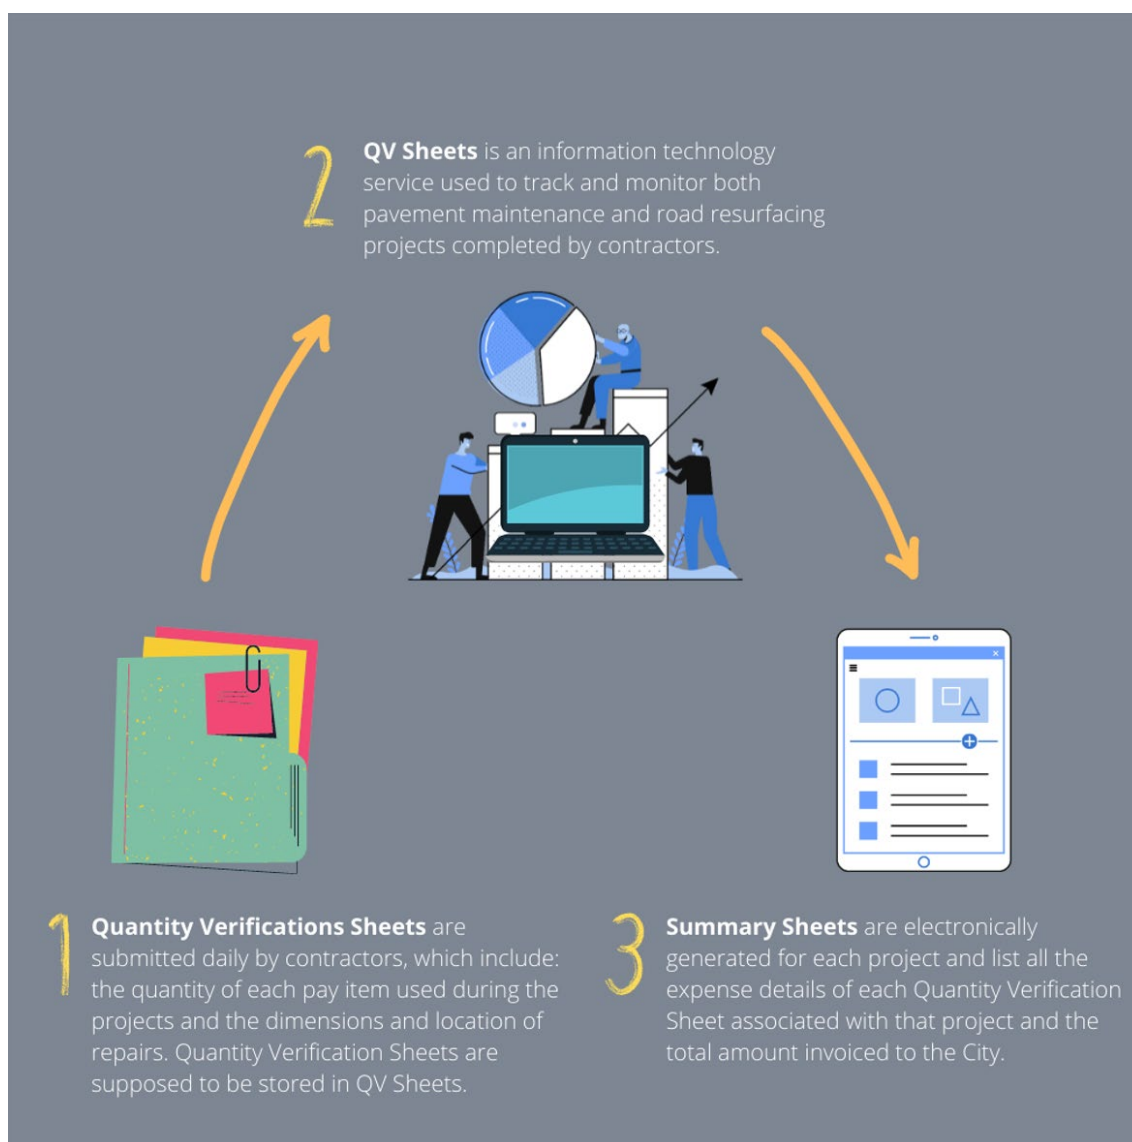 2
QV Sheets is an information technology
service used to track and monitor both
pavement maintenance and road resurfacing
projects completed by contractors.
1
Quantity Verifications Sheets are
submitted daily by contractors, which include:
the quantity of each pay item used during the
projects and the dimensions and location of
repairs. Quantity Verification Sheets are
supposed to be stored in QV Sheets.
3
Summary Sheets are electronically
generated for each project and list all the
expense details of each Quantity Verification
Sheet associated with that project and the
total amount invoiced to the City.